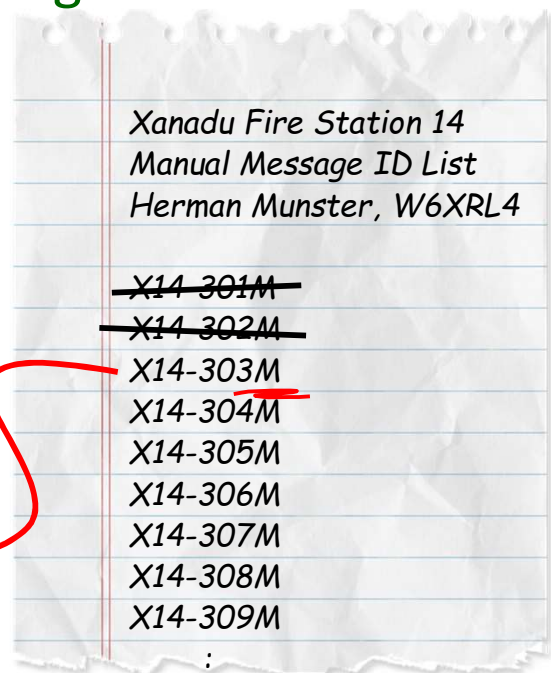 Xanadu Fire Station 14
Manual Message ID List
Herman Munster, W6XRL4
X14-301M
X14-302M
X14-303M
X14-304M
X14-305M
X14-306M
X14-307M
X14-308M
X14-309M
: